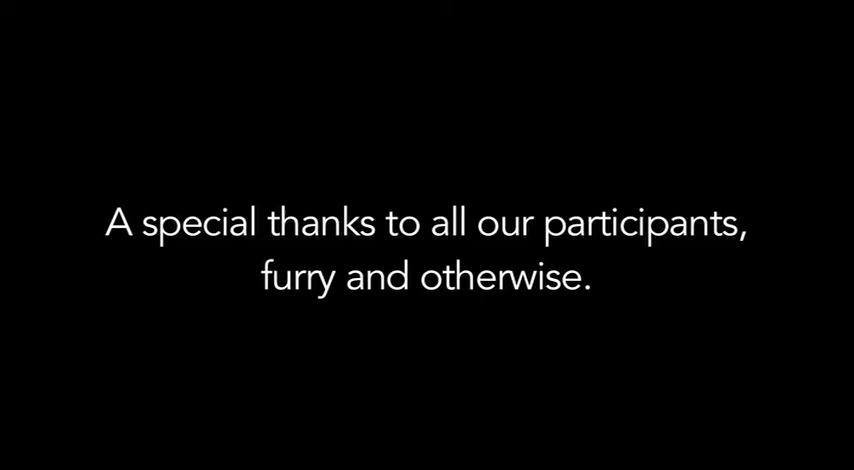 A special thanks to all our participants,
furry and otherwise.